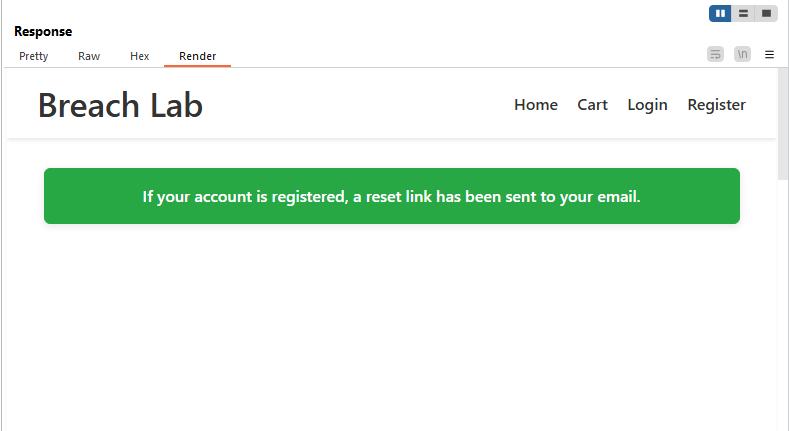 Response
Pretty Raw Hex Render \n
Breach Lab Home Cart Login Register
If your account is registered, a reset link has been sent to your email.